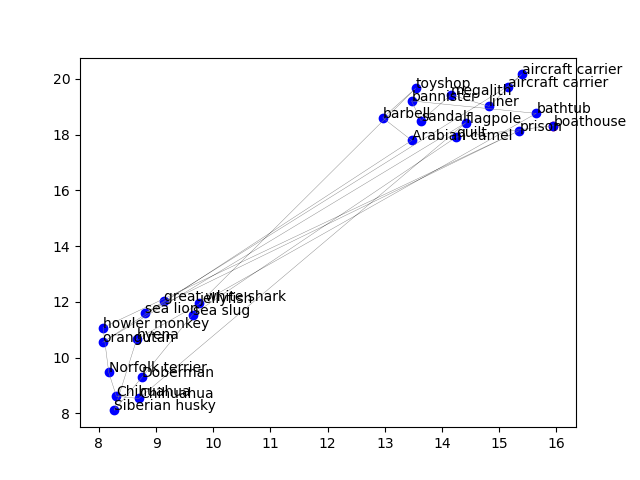 aircraft carrier
aircraft carrier
toyshop
megalith
bannister
liner
bathtub
barbell
sandal
flagpole
boathouse
prison
quilt
Arabian camel
great white shark
jellyfish
sea lion
sea slug
howler monkey
hyena
orangutan
Norfolk terrier
Doberman
Chihuahua
Chihuahua
Siberian husky
20
18
16
14
12
10
8
8 9 10 11 12 13 14 15 16